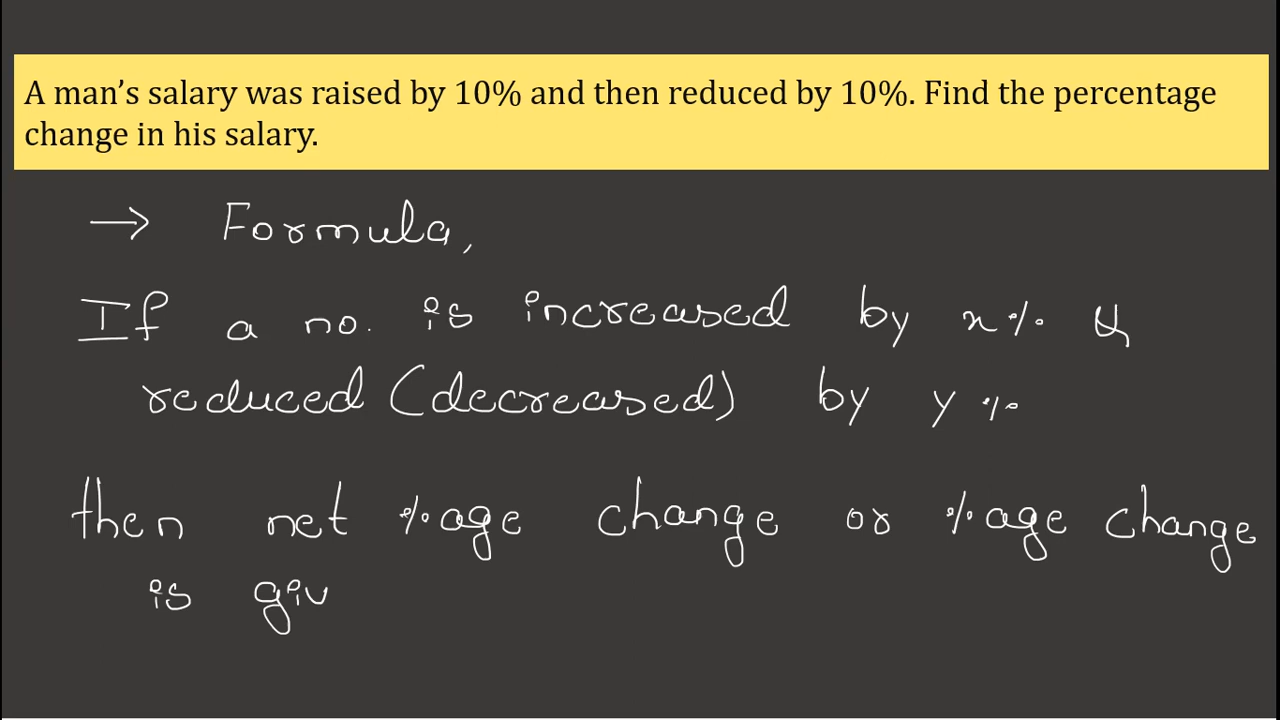 A man’s salary was raised by 10% and then reduced by 10%. Find the percentage
change in his salary.
→ Formula,
If a no. is increased by x% &
reduced (decreased) by y %
then net %age change or %age change
is giv